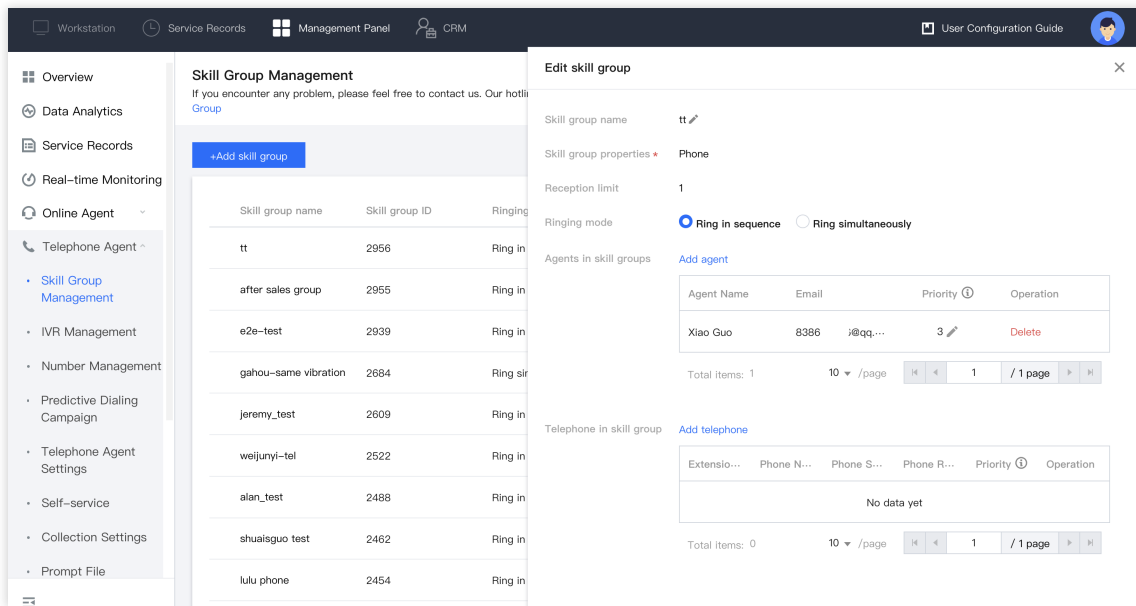 Workstation
Service Records
Management Panel
CRM
User Configuration Guide
Overview
Data Analytics
Service Records
Real-time Monitoring
Online Agent
Telephone Agent
Skill Group
Management
IVR Management
Number Management
Predictive Dialing
Campaign
Telephone Agent
Settings
Self-service
Collection Settings
Prompt File
Skill Group Management
If you encounter any problem, please feel free to contact us. Our hotli
Group
+Add skill group
Skill group name Skill group ID Ringing
tt 2956 Ring in
after sales group 2955 Ring in
e2e-test 2939 Ring in
gahou-same vibration 2684 Ring sin
jeremy_test 2609 Ring in
weijunyi-tel 2522 Ring in
alan_test 2488 Ring in
shuaisguo test 2462 Ring in
lulu phone 2454 Ring in
Edit skill group
Skill group name tt
Skill group properties * Phone
Reception limit 1
Ringing mode Ring in sequence Ring simultaneously
Agents in skill groups Add agent
Agent Name Email Priority Operation
Xiao Guo 8386 @qq.... 3 Delete
Total items: 1 10 /page 1 / 1 page
Telephone in skill group Add telephone
Extensio... Phone N... Phone S... Phone R... Priority Operation
No data yet
Total items: 0 10 /page 1 / 1 page